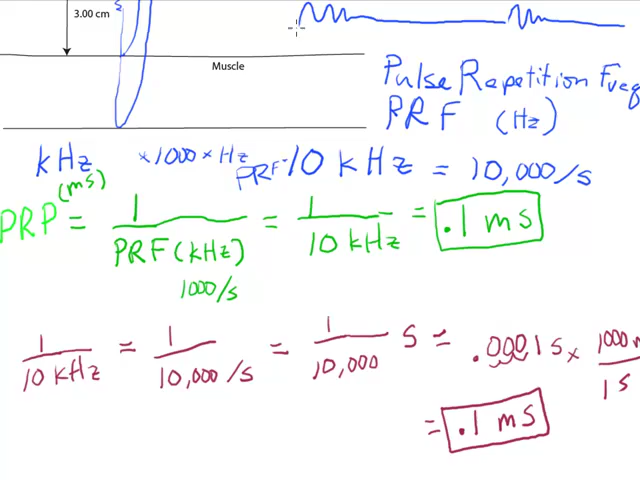 3.00 cm
Muscle
Pulse Repetition Freq
PRF (Hz)
kHz ×1000 × Hz PRF=10 kHz = 10,000/s
PRP(ms) = 1/PRF(kHz) = 1/10 kHz = .1 ms
1000/s
1/10 kHz = 1/10,000/s = 1/10,000 s = .0001 s × 1000 m/1 s
= .1 ms